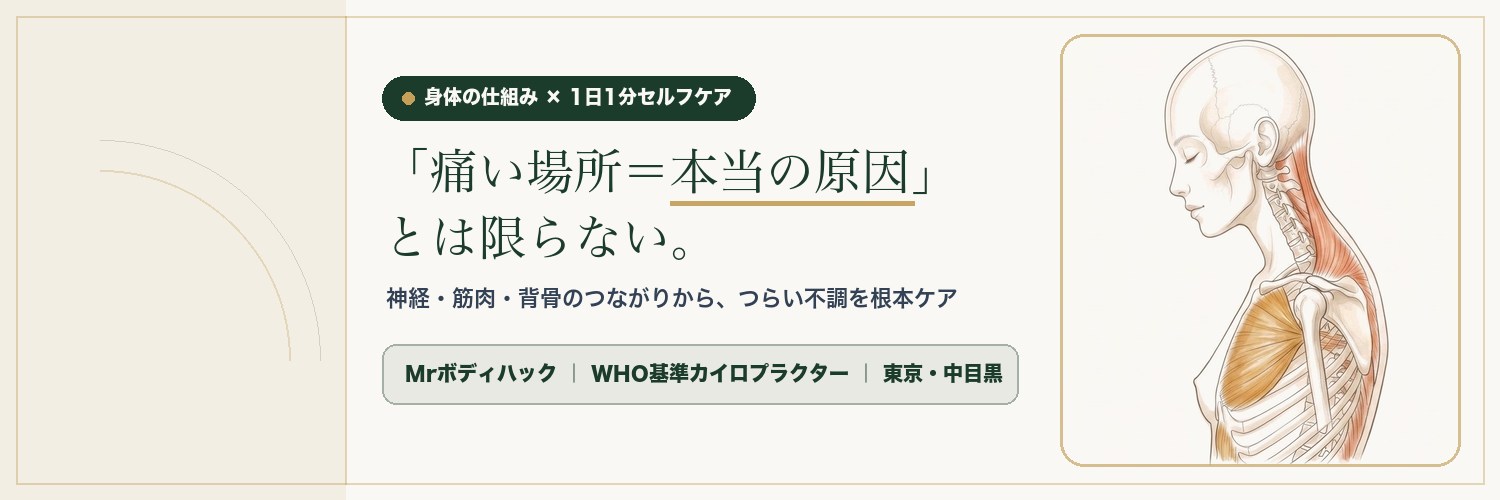 身体の仕組み × 1日1分セルフケア
「痛い場所＝本当の原因」
とは限らない。
神経・筋肉・背骨のつながりから、つらい不調を根本ケア
Mrボディハック ｜ WHO基準カイロプラクター ｜ 東京・中目黒